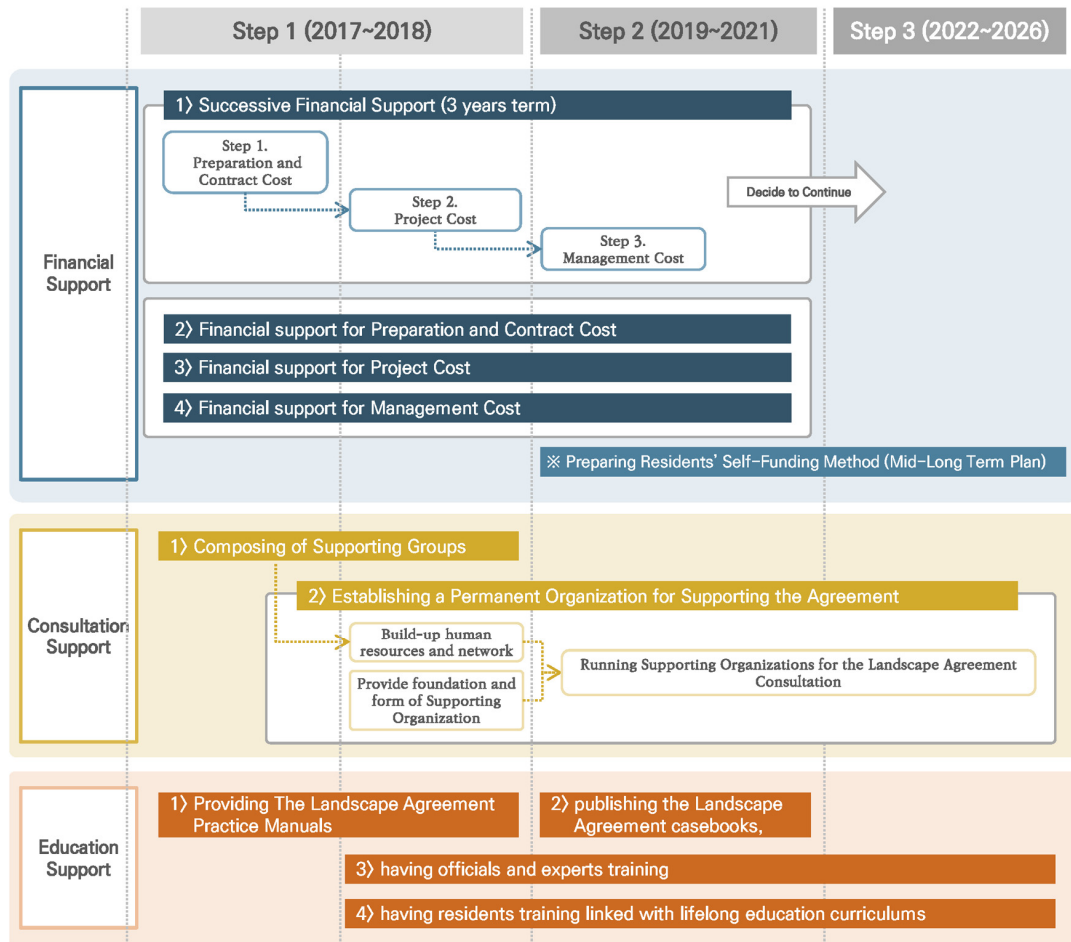 Step 1 (2017~2018)
Step 2 (2019~2021)
Step 3 (2022~2026)
Financial
Support
1〉 Successive Financial Support (3 years term)
Step 1.
Preparation and
Contract Cost
Step 2.
Project Cost
Step 3.
Management Cost
Decide to Continue
2〉 Financial support for Preparation and Contract Cost
3〉 Financial support for Project Cost
4〉 Financial support for Management Cost
※ Preparing Residents' Self-Funding Method (Mid-Long Term Plan)
Consultation
Support
1〉 Composing of Supporting Groups
2〉 Establishing a Permanent Organization for Supporting the Agreement
Build-up human
resources and network
Provide foundation and
form of Supporting
Organization
Running Supporting Organizations for the Landscape Agreement
Consultation
Education
Support
1〉 Providing The Landscape Agreement
Practice Manuals
2〉 publishing the Landscape
Agreement casebooks,
3〉 having officials and experts training
4〉 having residents training linked with lifelong education curriculums